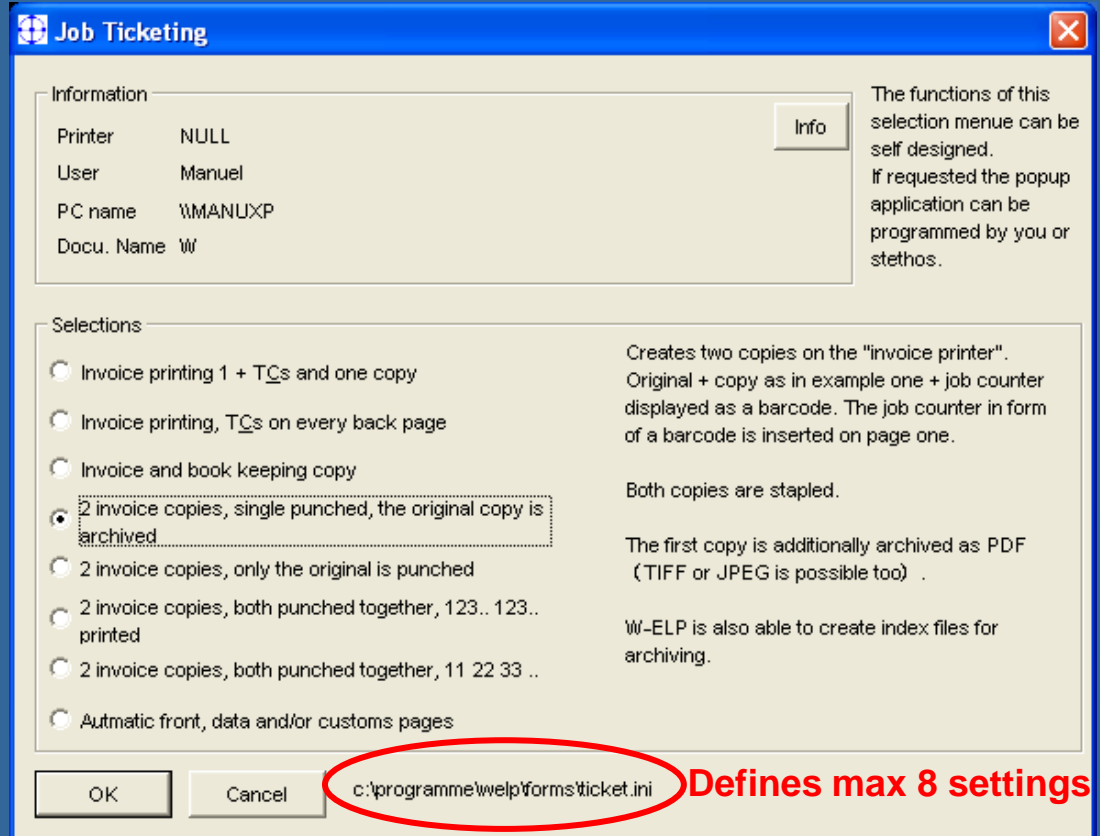 Job Ticketing
Information
Printer NULL
User Manuel
PC name \\MANUXP
Docu. Name W
Info
The functions of this
selection menue can be
self designed.
If requested the popup
application can be
programmed by you or
stethos.
Selections
Invoice printing 1 + TCs and one copy
Invoice printing, TCs on every back page
Invoice and book keeping copy
2 invoice copies, single punched, the original copy is
archived
2 invoice copies, only the original is punched
2 invoice copies, both punched together, 123.. 123..
printed
2 invoice copies, both punched together, 11 22 33 ..
Autmatic front, data and/or customs pages
Creates two copies on the "invoice printer".
Original + copy as in example one + job counter
displayed as a barcode. The job counter in form
of a barcode is inserted on page one.
Both copies are stapled.
The first copy is additionally archived as PDF
(TIFF or JPEG is possible too) .
W-ELP is also able to create index files for
archiving.
OK
Cancel
c:\programme\welp\forms\ticket.ini
Defines max 8 settings